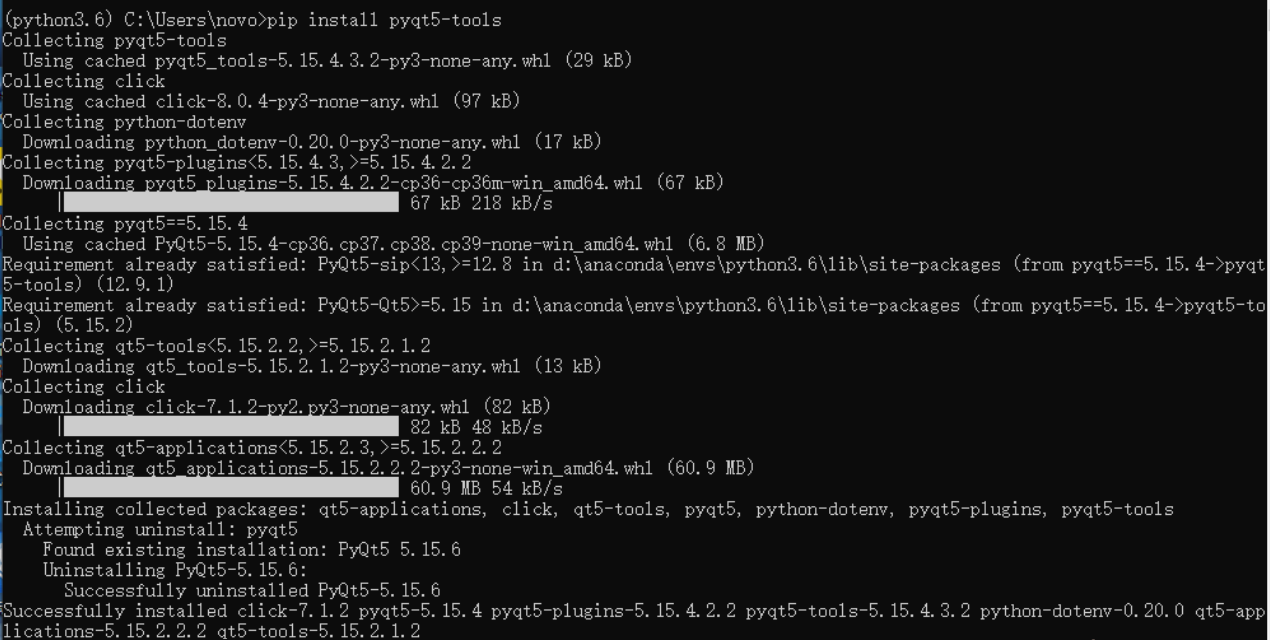 (python3.6) C:\Users\novo>pip install pyqt5-tools
Collecting pyqt5-tools
  Using cached pyqt5_tools-5.15.4.3.2-py3-none-any.whl (29 kB)
Collecting click
  Using cached click-8.0.4-py3-none-any.whl (97 kB)
Collecting python-dotenv
  Downloading python_dotenv-0.20.0-py3-none-any.whl (17 kB)
Collecting pyqt5-plugins<5.15.4.3,>=5.15.4.2.2
  Downloading pyqt5_plugins-5.15.4.2.2-cp36-cp36m-win_amd64.whl (67 kB)
     | 67 kB 218 kB/s
Collecting pyqt5==5.15.4
  Using cached PyQt5-5.15.4-cp36.cp37.cp38.cp39-none-win_amd64.whl (6.8 MB)
Requirement already satisfied: PyQt5-sip<13,>=12.8 in d:\anaconda\envs\python3.6\lib\site-packages (from pyqt5==5.15.4->pyqt
5-tools) (12.9.1)
Requirement already satisfied: PyQt5-Qt5>=5.15 in d:\anaconda\envs\python3.6\lib\site-packages (from pyqt5==5.15.4->pyqt5-to
ols) (5.15.2)
Collecting qt5-tools<5.15.2.2,>=5.15.2.1.2
  Downloading qt5_tools-5.15.2.1.2-py3-none-any.whl (13 kB)
Collecting click
  Downloading click-7.1.2-py2.py3-none-any.whl (82 kB)
     | 82 kB 48 kB/s
Collecting qt5-applications<5.15.2.3,>=5.15.2.2.2
  Downloading qt5_applications-5.15.2.2.2-py3-none-win_amd64.whl (60.9 MB)
     | 60.9 MB 54 kB/s
Installing collected packages: qt5-applications, click, qt5-tools, pyqt5, python-dotenv, pyqt5-plugins, pyqt5-tools
  Attempting uninstall: pyqt5
    Found existing installation: PyQt5 5.15.6
    Uninstalling PyQt5-5.15.6:
      Successfully uninstalled PyQt5-5.15.6
Successfully installed click-7.1.2 pyqt5-5.15.4 pyqt5-plugins-5.15.4.2.2 pyqt5-tools-5.15.4.3.2 python-dotenv-0.20.0 qt5-app
lications-5.15.2.2.2 qt5-tools-5.15.2.1.2